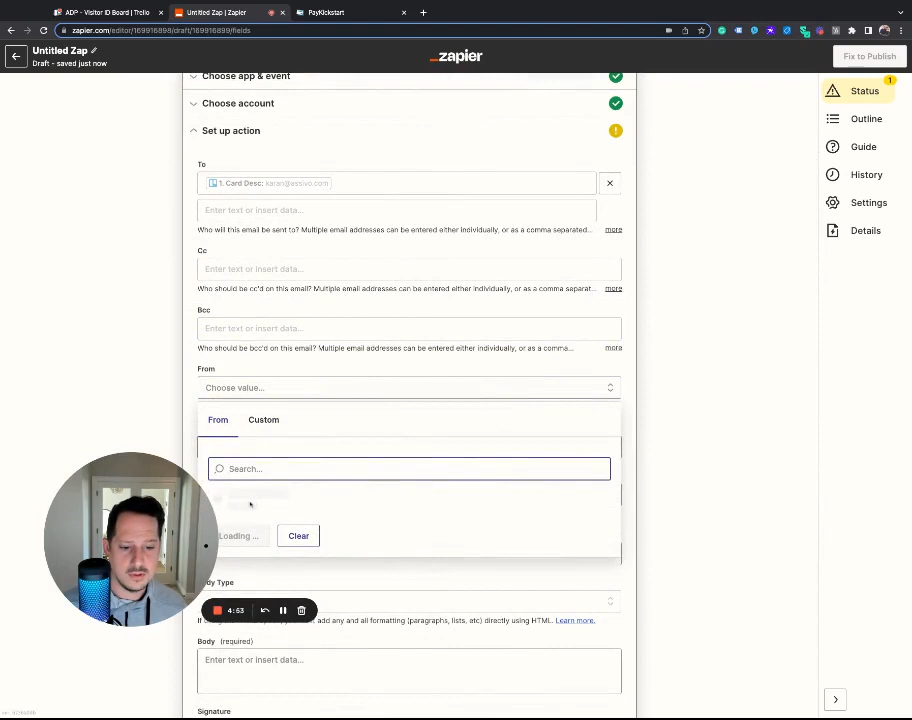 ADP - Visitor ID Board | Trello
Untitled Zap | Zapier
PayKickstart
zapier.com/editor/169916898/draft/169916899/fields
Untitled Zap
Draft - saved just now
zapier
Fix to Publish
Choose app & event
Choose account
Set up action
To
1. Card Desc: karan@assivo.com
Enter text or insert data...
Who will this email be sent to? Multiple email addresses can be entered either individually, or as a comma separated... more
Cc
Enter text or insert data...
Who should be cc'd on this email? Multiple email addresses can be entered either individually, or as a comma separat... more
Bcc
Enter text or insert data...
Who should be bcc'd on this email? Multiple email addresses can be entered either individually, or as a comma... more
From
Choose value...
From Custom
Search...
Loading ... Clear
Body Type
4:53
add any and all formatting (paragraphs, lists, etc) directly using HTML. Learn more.
Body (required)
Enter text or insert data...
Signature
1
Status
Outline
Guide
History
Settings
Details